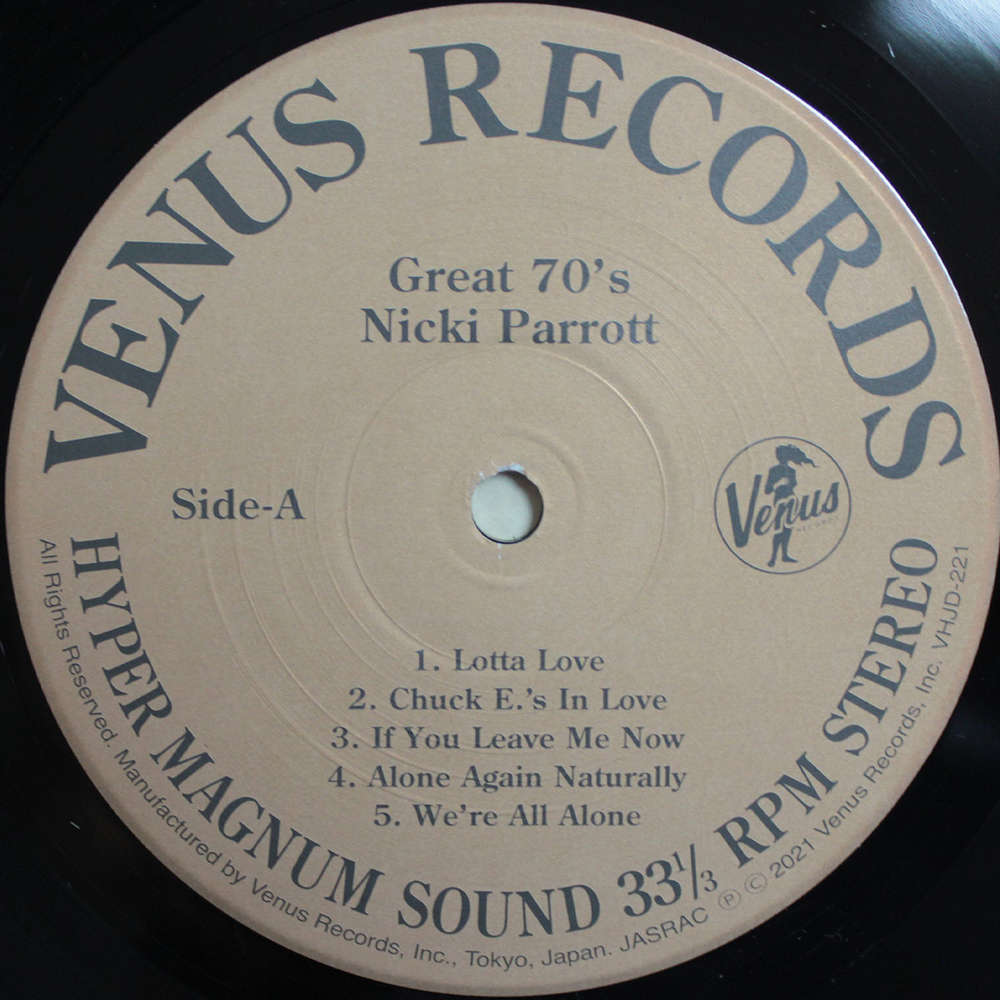 VENUS RECORDS
Great 70's
Nicki Parrott
Side-A
Venus
RECORDS
1. Lotta Love
2. Chuck E.'s In Love
3. If You Leave Me Now
4. Alone Again Naturally
5. We're All Alone
HYPER MAGNUM SOUND 33⅓ RPM STEREO
All Rights Reserved. Manufactured by Venus Records, Inc., Tokyo, Japan. JASRAC Ⓟ Ⓒ 2021 Venus Records, Inc. VHJD-221